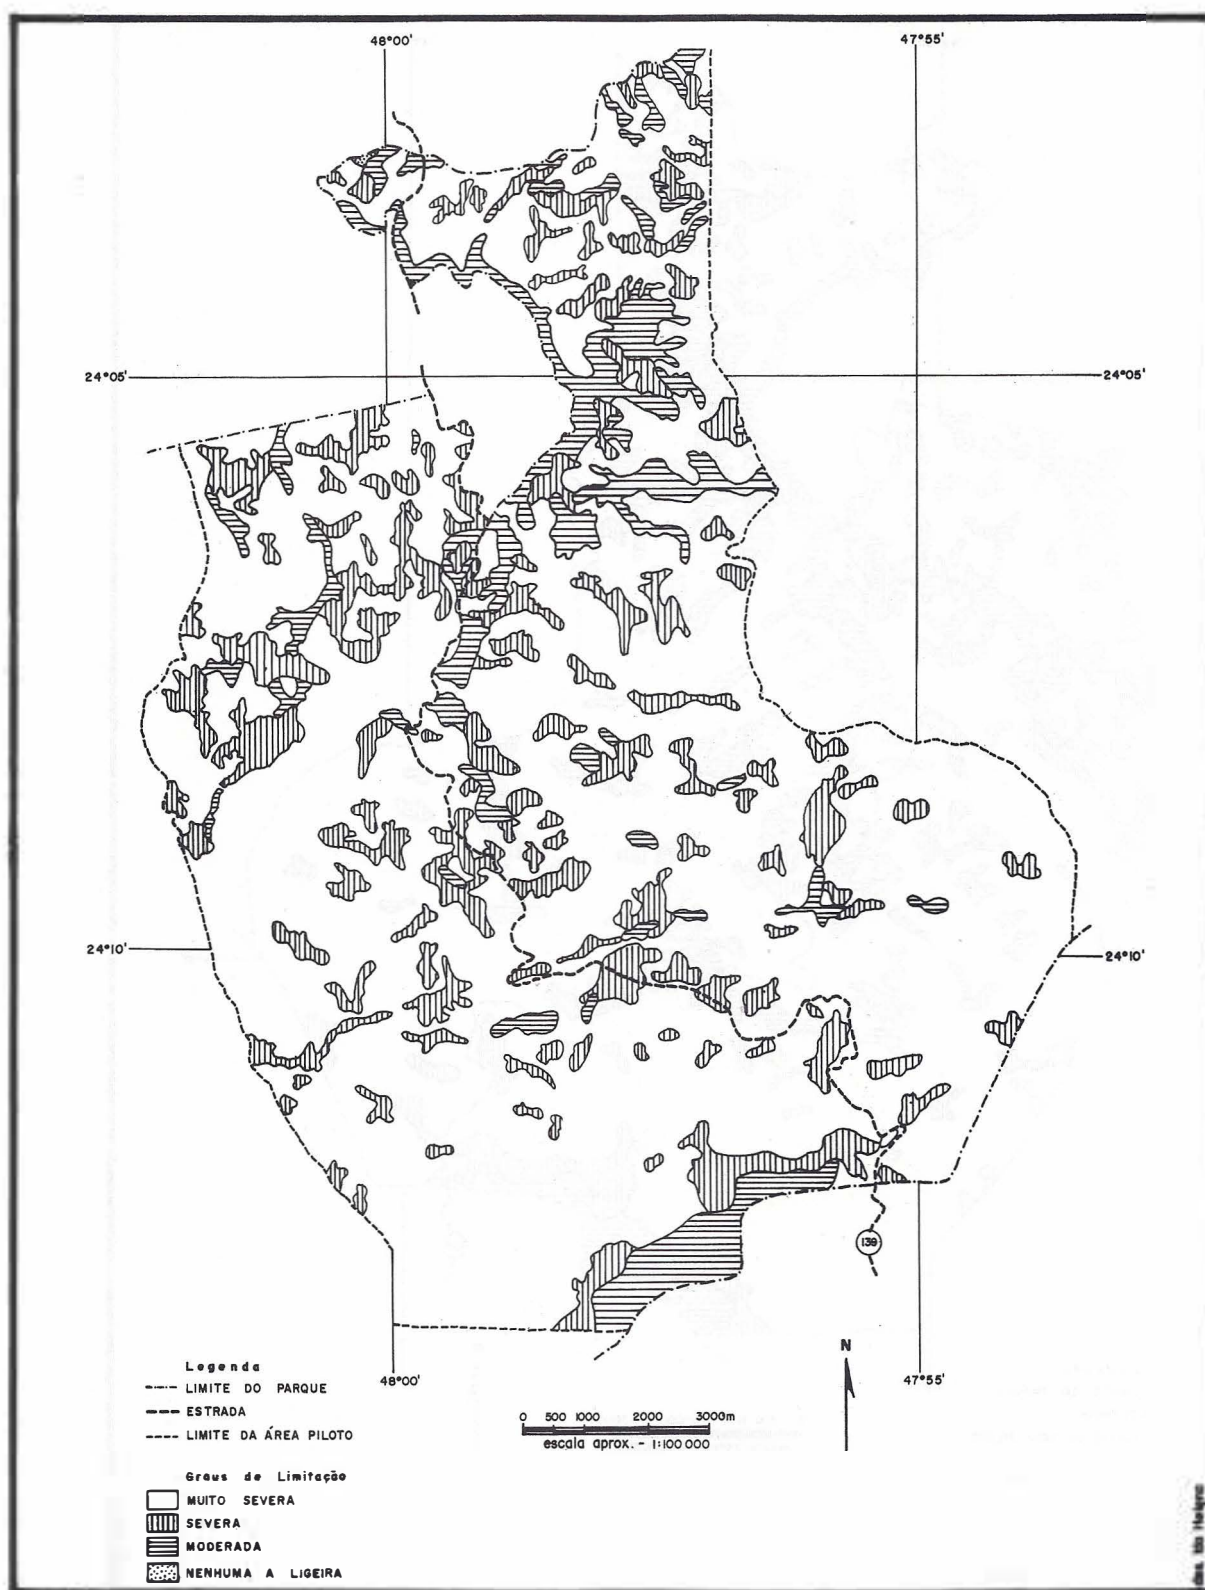 48°00' 47°55'
24°05' 24°05'
24°10' 24°10'
139
N
48°00' 47°55'
Legenda
LIMITE DO PARQUE
ESTRADA
LIMITE DA ÁREA PILOTO
0 500 1000 2000 3000m
escala aprox. - 1:100 000
Graus de Limitação
MUITO SEVERA
SEVERA
MODERADA
NENHUMA A LIGEIRA